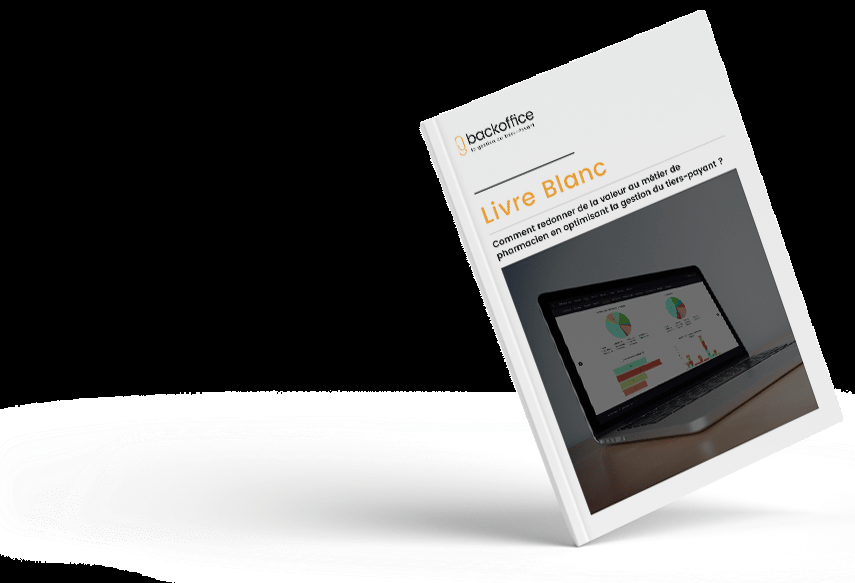 backoffice
la gestion du tiers-payant
Livre Blanc
Comment redonner de la valeur au métier de
pharmacien en optimisant la gestion du tiers-payant ?